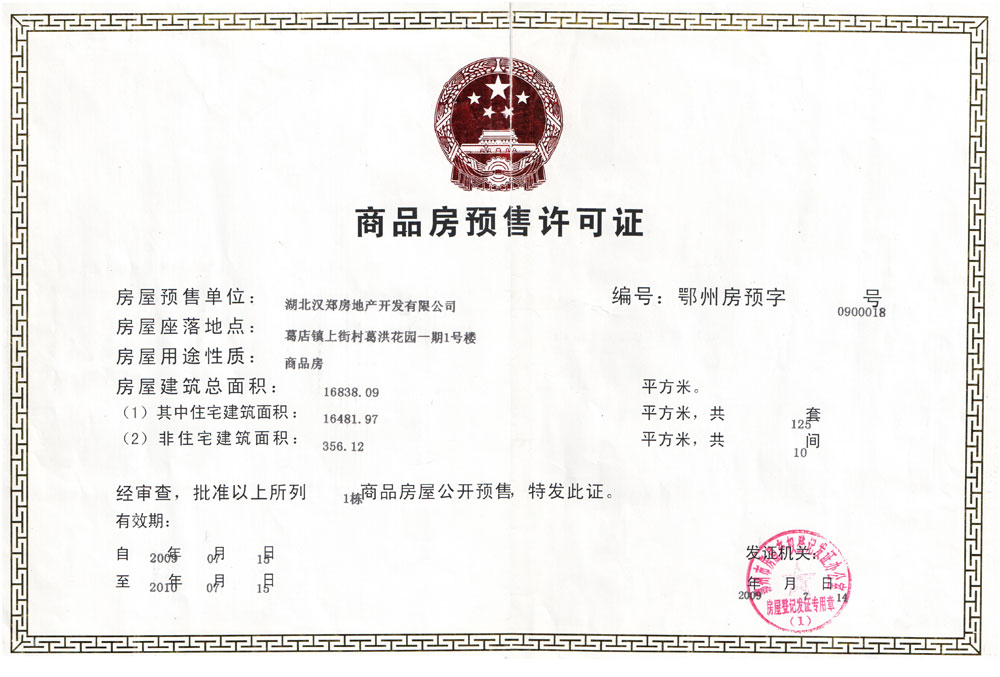 商品房预售许可证
房屋预售单位： 湖北汉郑房地产开发有限公司
编号：鄂州房预字 0900018 号
房屋座落地点： 葛店镇上街村葛洪花园一期1号楼
房屋用途性质： 商品房
房屋建筑总面积： 16838.09 平方米。
（1）其中住宅建筑面积： 16481.97 平方米，共 125 套
（2）非住宅建筑面积： 356.12 平方米，共 10 间
经审查，批准以上所列 1栋 商品房屋公开预售，特发此证。
有效期：
自 2009 年 07 月 15 日
至 2010 年 07 月 15 日
发证机关：
2009 年 7 月 14 日
房屋登记发证专用章
（1）